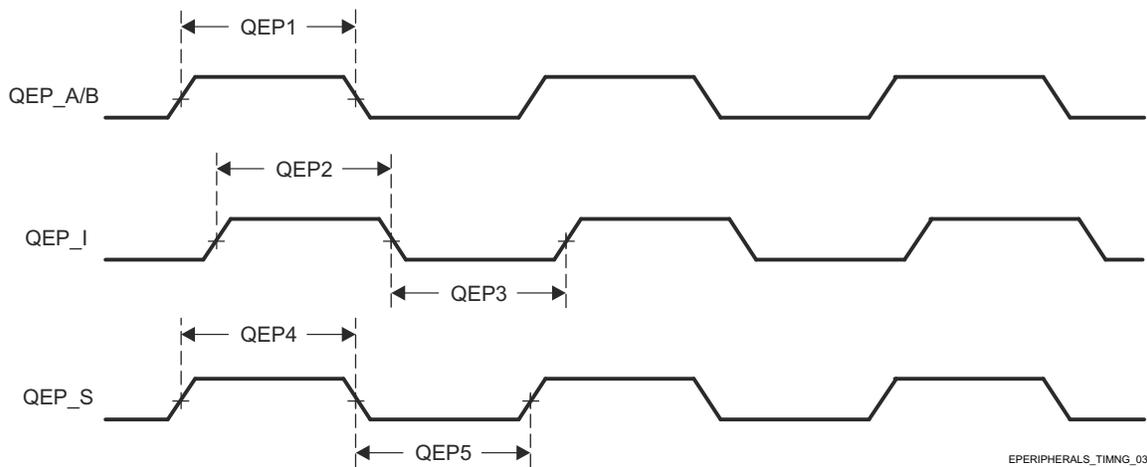 QEP1
QEP_A/B
QEP2
QEP_I
QEP3
QEP4
QEP_S
QEP5
EPERIPHERALS_TIMNG_03